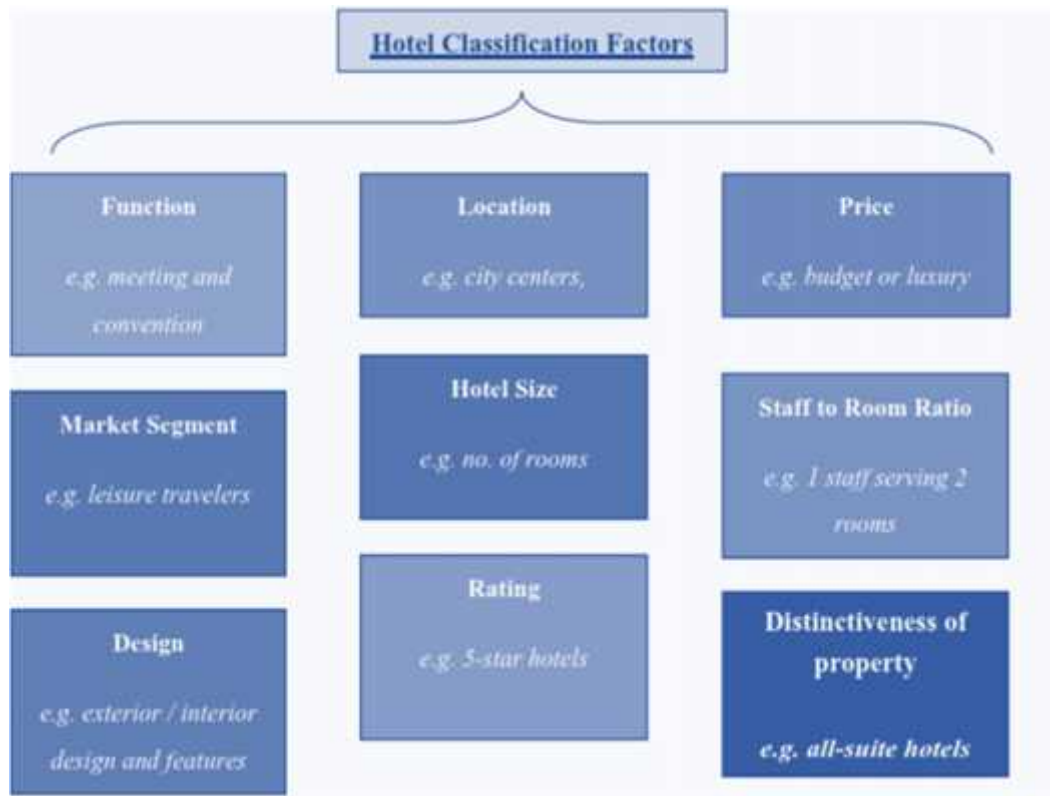 Hotel Classification Factors
Function
e.g. meeting and
convention
Location
e.g. city centers,
Price
e.g. budget or luxury
Market Segment
e.g. leisure travelers
Hotel Size
e.g. no. of rooms
Staff to Room Ratio
e.g. 1 staff serving 2
rooms
Design
e.g. exterior / interior
design and features
Rating
e.g. 5-star hotels
Distinctiveness of
property
e.g. all-suite hotels